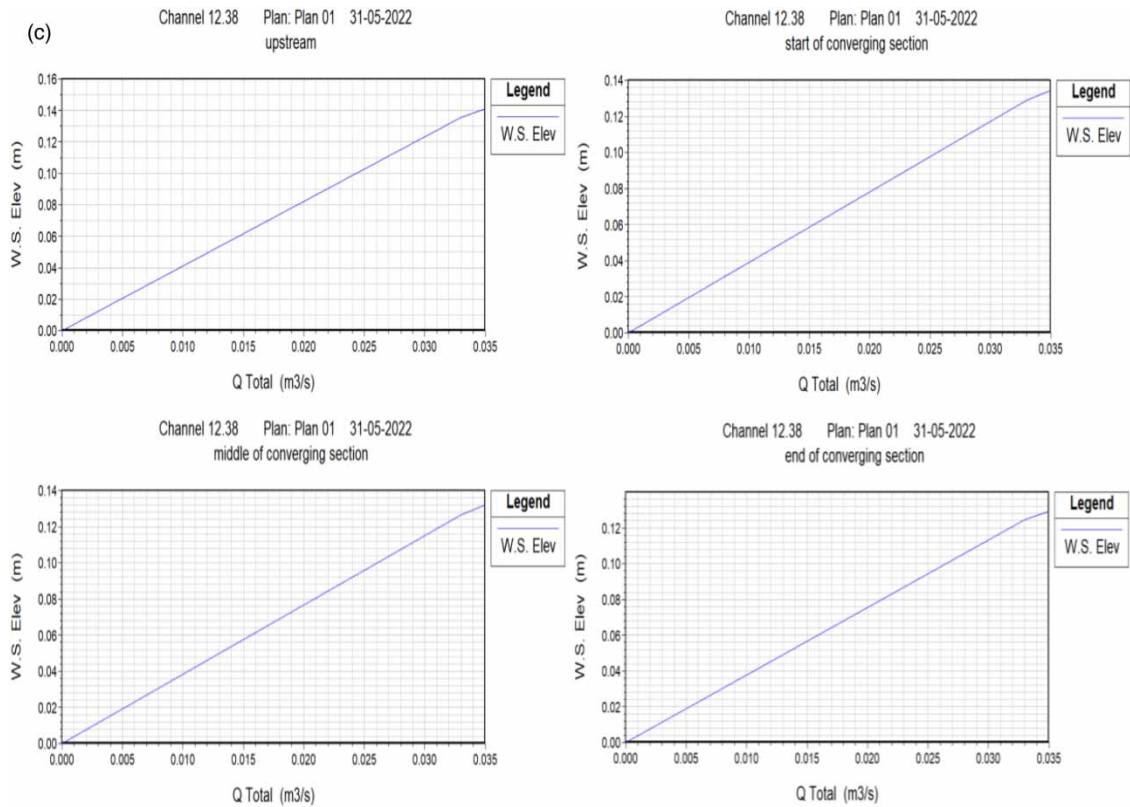 (c)
Channel 12.38 Plan: Plan 01 31-05-2022
upstream
W.S. Elev (m)
0.16
0.14
0.12
0.10
0.08
0.06
0.04
0.02
0.00
0.000 0.005 0.010 0.015 0.020 0.025 0.030 0.035
Q Total (m3/s)
Legend
W.S. Elev
Channel 12.38 Plan: Plan 01 31-05-2022
start of converging section
W.S. Elev (m)
0.14
0.12
0.10
0.08
0.06
0.04
0.02
0.00
0.000 0.005 0.010 0.015 0.020 0.025 0.030 0.035
Q Total (m3/s)
Legend
W.S. Elev
Channel 12.38 Plan: Plan 01 31-05-2022
middle of converging section
W.S. Elev (m)
0.14
0.12
0.10
0.08
0.06
0.04
0.02
0.00
0.000 0.005 0.010 0.015 0.020 0.025 0.030 0.035
Q Total (m3/s)
Legend
W.S. Elev
Channel 12.38 Plan: Plan 01 31-05-2022
end of converging section
W.S. Elev (m)
0.12
0.10
0.08
0.06
0.04
0.02
0.00
0.000 0.005 0.010 0.015 0.020 0.025 0.030 0.035
Q Total (m3/s)
Legend
W.S. Elev